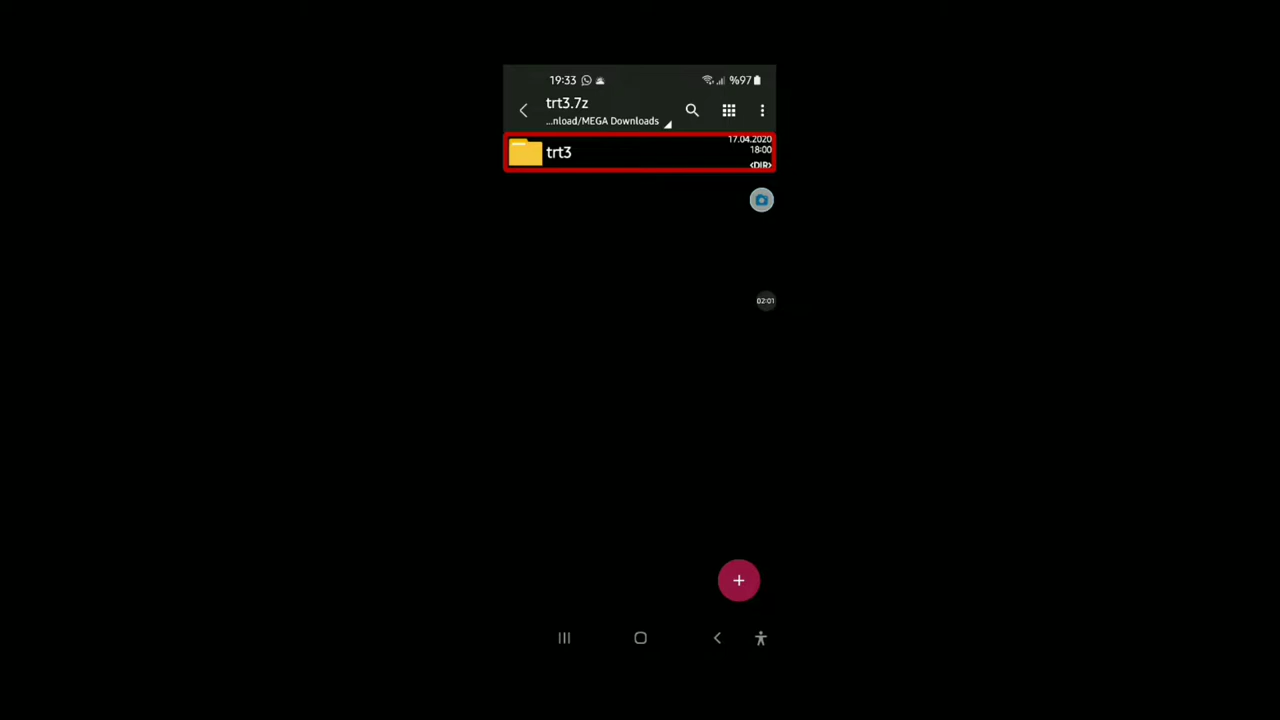 19:33 %97
trt3.7z
...nload/MEGA Downloads
trt3
17.04.2020
18:00
<DIR>
02:01